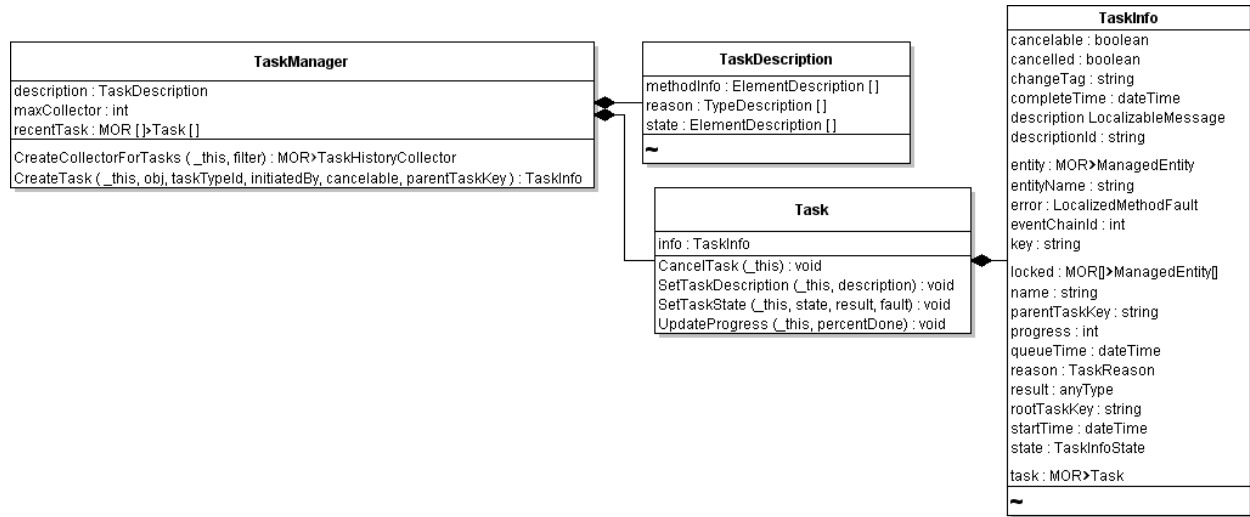 TaskManager
description : TaskDescription
maxCollector : int
recentTask : MOR [ ]>Task [ ]
CreateCollectorForTasks ( _this, filter) : MOR>TaskHistoryCollector
CreateTask ( _this, obj, taskTypeId, initiatedBy, cancelable, parentTaskKey ) : TaskInfo
TaskDescription
methodInfo : ElementDescription [ ]
reason : TypeDescription [ ]
state : ElementDescription [ ]
~
Task
info : TaskInfo
CancelTask (_this) : void
SetTaskDescription (_this, description) : void
SetTaskState (_this, state, result, fault) : void
UpdateProgress (_this, percentDone) : void
TaskInfo
cancelable : boolean
cancelled : boolean
changeTag : string
completeTime : dateTime
description LocalizableMessage
descriptionId : string
entity : MOR>ManagedEntity
entityName : string
error : LocalizedMethodFault
eventChainId : int
key : string
locked : MOR[]>ManagedEntity[]
name : string
parentTaskKey : string
progress : int
queueTime : dateTime
reason : TaskReason
result : anyType
rootTaskKey : string
startTime : dateTime
state : TaskInfoState
task : MOR>Task
~